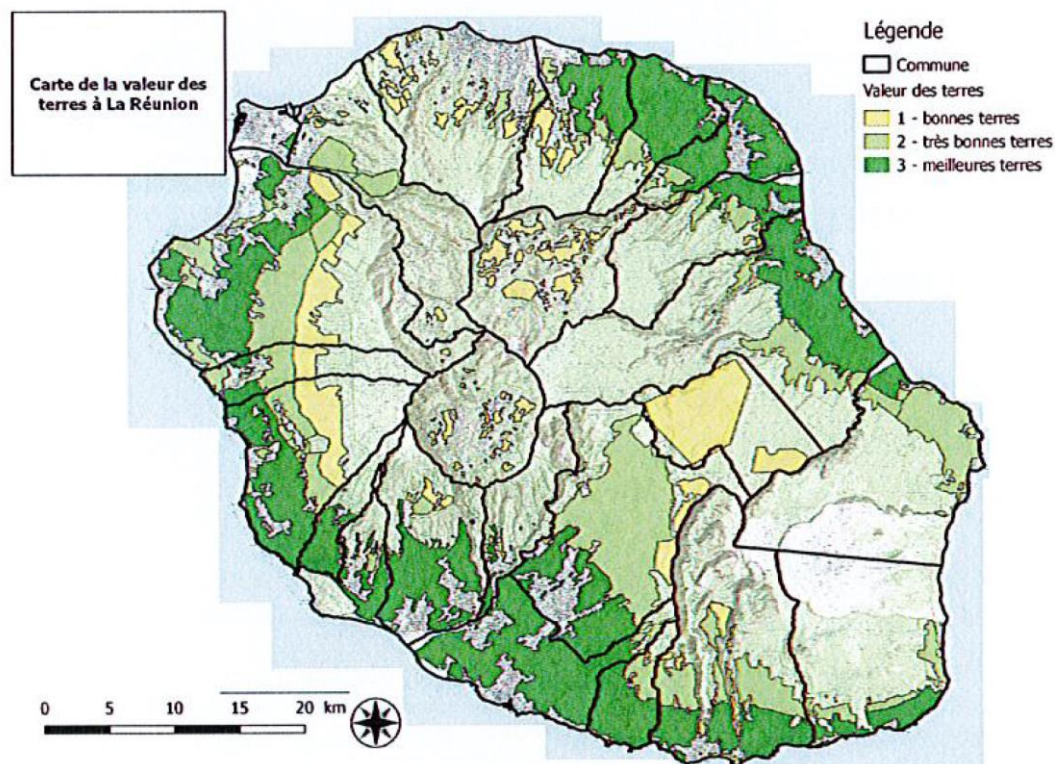 Carte de la valeur des
terres à La Réunion
Légende
Commune
Valeur des terres
1 - bonnes terres
2 - très bonnes terres
3 - meilleures terres
0 5 10 15 20 km